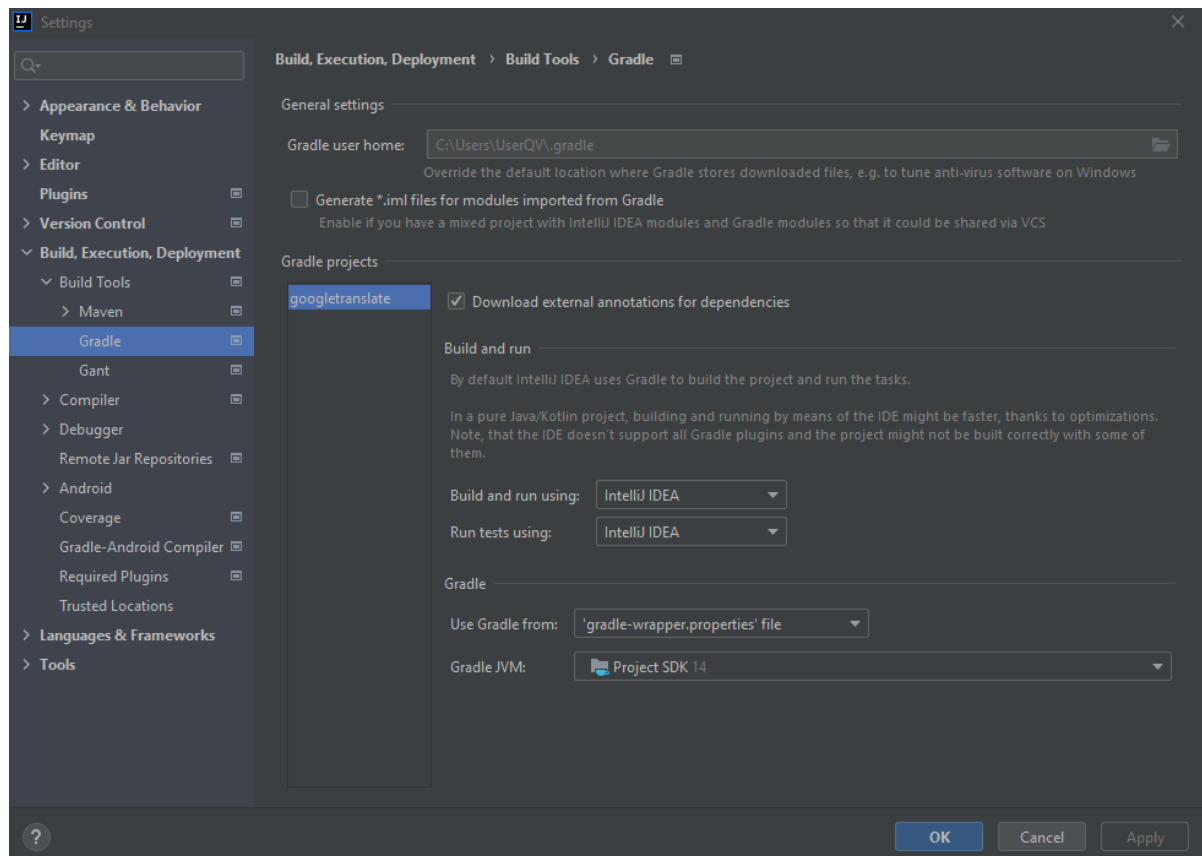 IJ Settings
Appearance & Behavior
Keymap
Editor
Plugins
Version Control
Build, Execution, Deployment
Build Tools
Maven
Gradle
Gant
Compiler
Debugger
Remote Jar Repositories
Android
Coverage
Gradle-Android Compiler
Required Plugins
Trusted Locations
Languages & Frameworks
Tools
Build, Execution, Deployment › Build Tools › Gradle
General settings
Gradle user home: C:\Users\UserQV\.gradle
Override the default location where Gradle stores downloaded files, e.g. to tune anti-virus software on Windows
Generate *.iml files for modules imported from Gradle
Enable if you have a mixed project with IntelliJ IDEA modules and Gradle modules so that it could be shared via VCS
Gradle projects
googletranslate
Download external annotations for dependencies
Build and run
By default IntelliJ IDEA uses Gradle to build the project and run the tasks.
In a pure Java/Kotlin project, building and running by means of the IDE might be faster, thanks to optimizations.
Note, that the IDE doesn't support all Gradle plugins and the project might not be built correctly with some of
them.
Build and run using: IntelliJ IDEA
Run tests using: IntelliJ IDEA
Gradle
Use Gradle from: 'gradle-wrapper.properties' file
Gradle JVM: Project SDK 14
? OK Cancel Apply